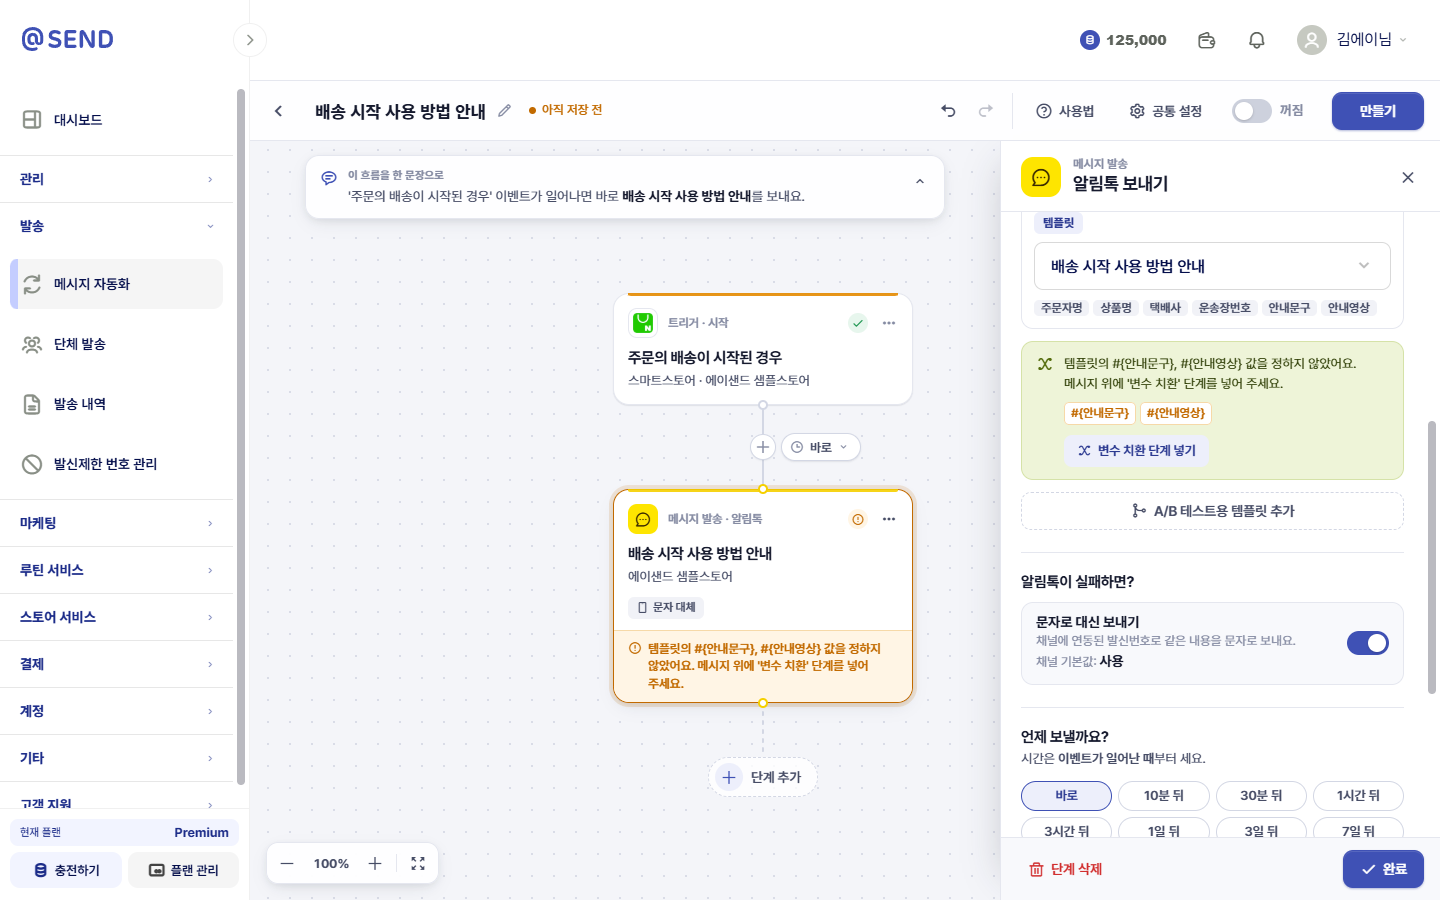 @SEND
125,000
김에이님
대시보드
관리
발송
메시지 자동화
단체 발송
발송 내역
발신제한 번호 관리
마케팅
루틴 서비스
스토어 서비스
결제
계정
기타
고객 지원
현재 플랜 Premium
충전하기
플랜 관리
배송 시작 사용 방법 안내
아직 저장 전
사용법
공통 설정
꺼짐
만들기
이 흐름을 한 문장으로
'주문의 배송이 시작된 경우' 이벤트가 일어나면 바로 배송 시작 사용 방법 안내를 보내요.
트리거 · 시작
주문의 배송이 시작된 경우
스마트스토어 · 에이샌드 샘플스토어
바로
메시지 발송 · 알림톡
배송 시작 사용 방법 안내
에이샌드 샘플스토어
문자 대체
템플릿의 #{안내문구}, #{안내영상} 값을 정하지
않았어요. 메시지 위에 '변수 치환' 단계를 넣어
주세요.
단계 추가
100%
메시지 발송
알림톡 보내기
템플릿
배송 시작 사용 방법 안내
주문자명 상품명 택배사 운송장번호 안내문구 안내영상
템플릿의 #{안내문구}, #{안내영상} 값을 정하지 않았어요.
메시지 위에 '변수 치환' 단계를 넣어 주세요.
#{안내문구} #{안내영상}
변수 치환 단계 넣기
A/B 테스트용 템플릿 추가
알림톡이 실패하면?
문자로 대신 보내기
채널에 연동된 발신번호로 같은 내용을 문자로 보내요.
채널 기본값: 사용
언제 보낼까요?
시간은 이벤트가 일어난 때부터 세요.
바로 10분 뒤 30분 뒤 1시간 뒤
3시간 뒤 1일 뒤 3일 뒤 7일 뒤
단계 삭제
완료